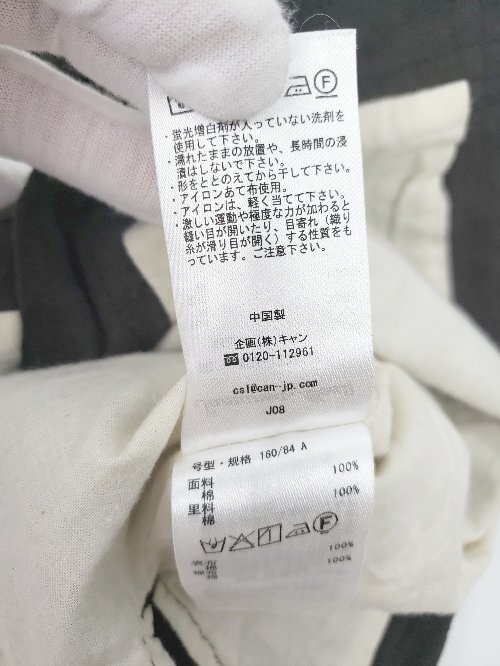 ・蛍光増白剤が入っていない洗剤を
使用して下さい。
・濡れたままの放置や、長時間の浸
漬はしないで下さい。
・形をととのえてから干して下さい。
・アイロンあて布使用。
・アイロンは、軽く当てて下さい。
・激しい運動や極度な力が加わると
縫い目が開いたり、目寄れ(織り
糸が滑り目が開く)する性質をも
っています。ご注意下さい。
中国製
企画(株)キャン
0120-112961
csl@can-jp.com
J08
号型・规格 160/84 A
面料 100%
棉
里料 100%
棉
100%
100%